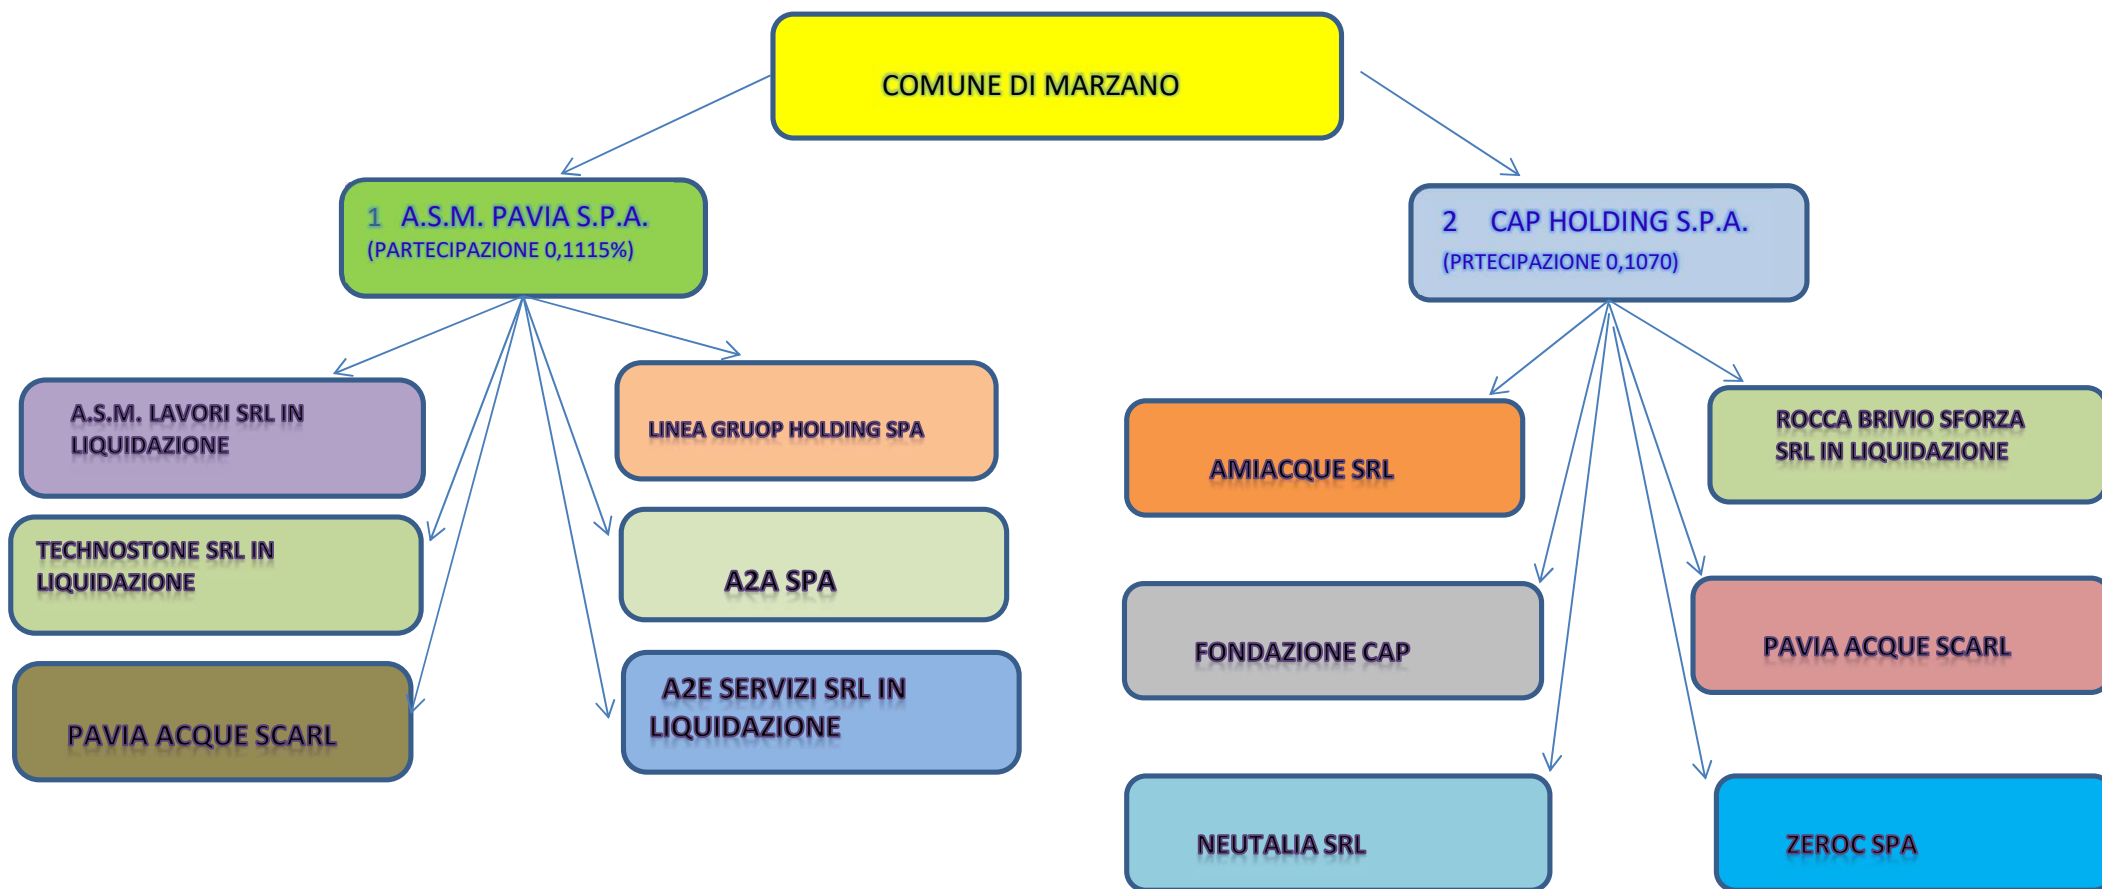 COMUNE DI MARZANO
1 A.S.M. PAVIA S.P.A.
(PARTECIPAZIONE 0,1115%)
2 CAP HOLDING S.P.A.
(PRTECIPAZIONE 0,1070)
A.S.M. LAVORI SRL IN
LIQUIDAZIONE
LINEA GRUOP HOLDING SPA
TECHNOSTONE SRL IN
LIQUIDAZIONE
A2A SPA
PAVIA ACQUE SCARL
A2E SERVIZI SRL IN
LIQUIDAZIONE
AMIACQUE SRL
ROCCA BRIVIO SFORZA
SRL IN LIQUIDAZIONE
FONDAZIONE CAP
PAVIA ACQUE SCARL
NEUTALIA SRL
ZEROC SPA